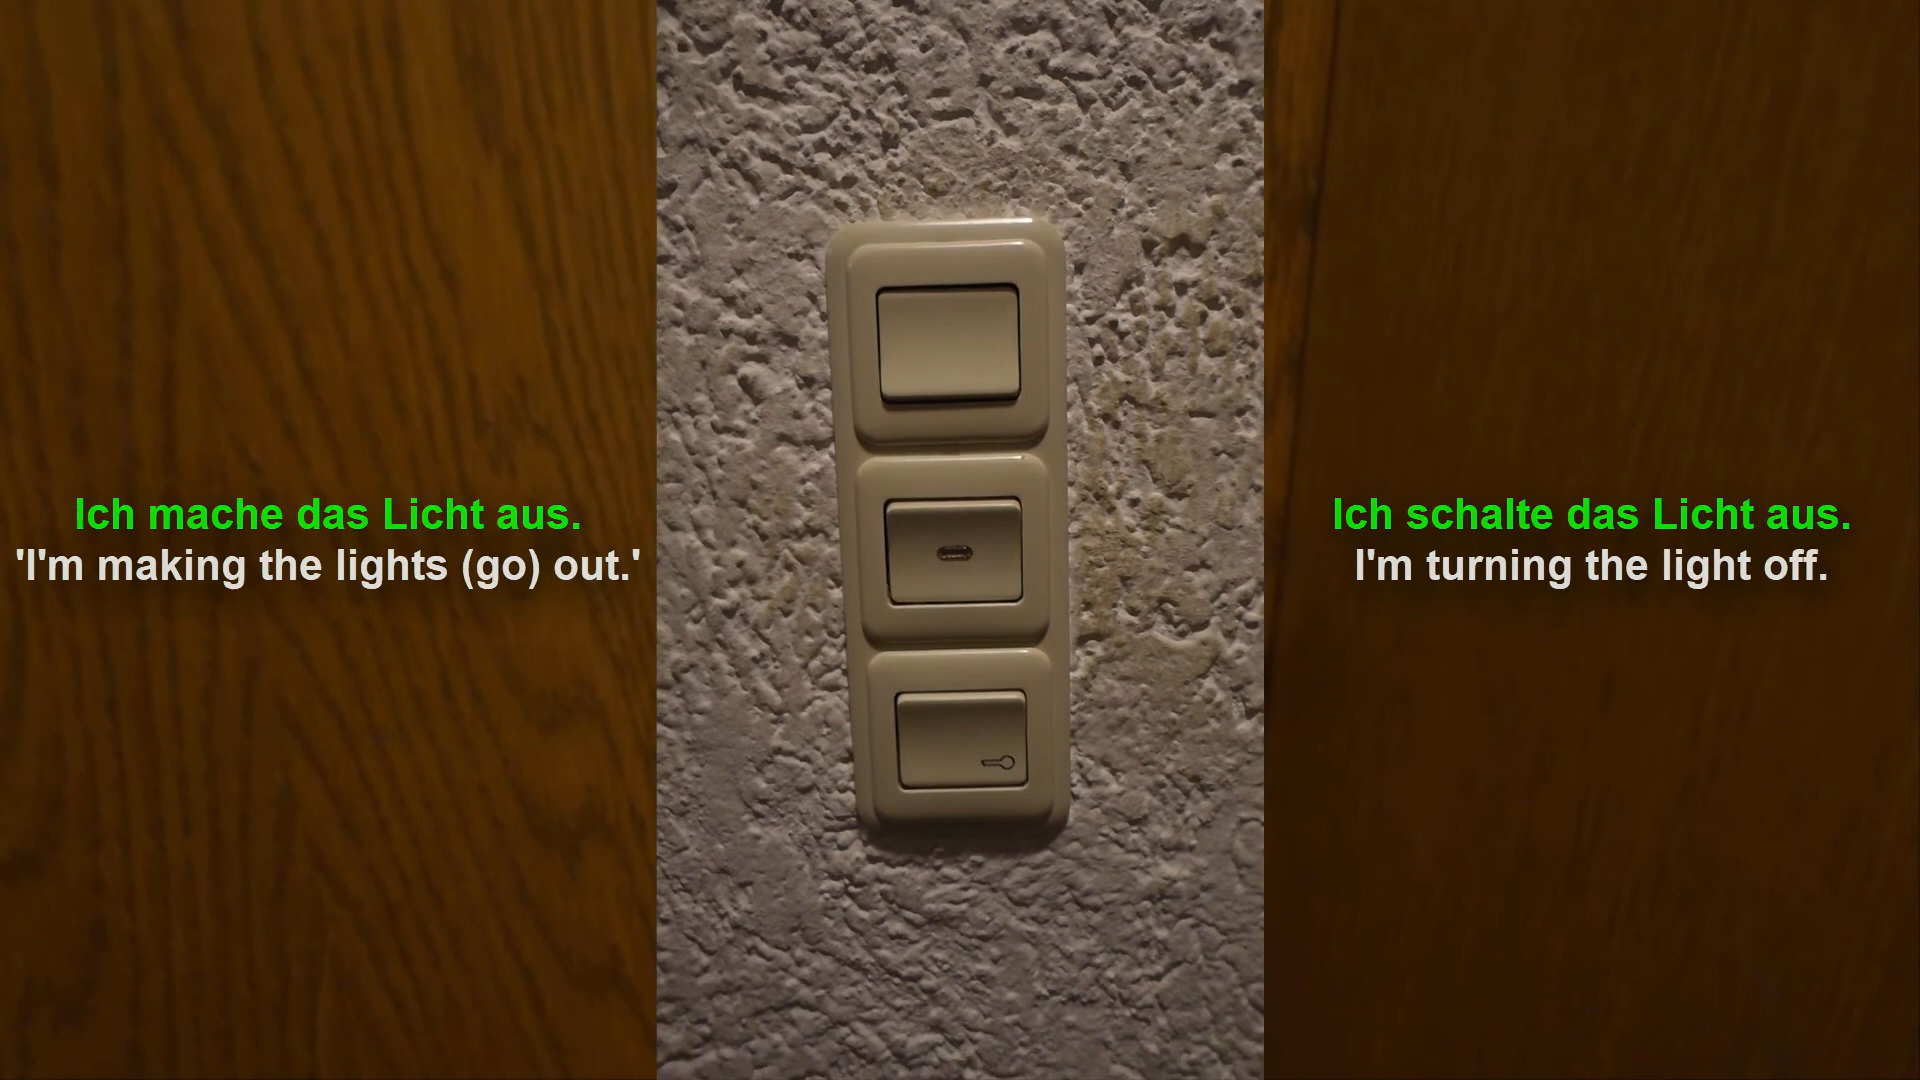 Ich mache das Licht aus.
'I'm making the lights (go) out.'
Ich schalte das Licht aus.
I'm turning the light off.